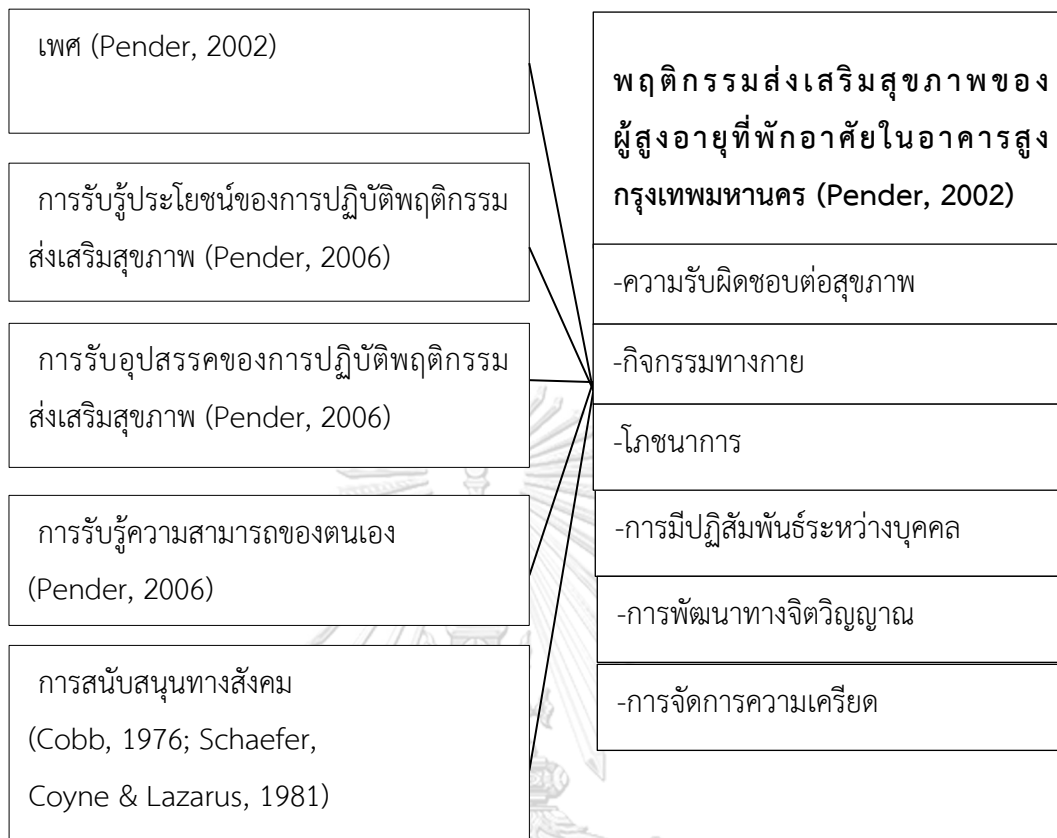 เพศ (Pender, 2002)
การรับรู้ประโยชน์ของการปฏิบัติพฤติกรรม
ส่งเสริมสุขภาพ (Pender, 2006)
การรับอุปสรรคของการปฏิบัติพฤติกรรม
ส่งเสริมสุขภาพ (Pender, 2006)
การรับรู้ความสามารถของตนเอง
(Pender, 2006)
การสนับสนุนทางสังคม
(Cobb, 1976; Schaefer,
Coyne & Lazarus, 1981)
พฤติกรรมส่งเสริมสุขภาพของ
ผู้สูงอายุที่พักอาศัยในอาคารสูง
กรุงเทพมหานคร (Pender, 2002)
-ความรับผิดชอบต่อสุขภาพ
-กิจกรรมทางกาย
-โภชนาการ
-การมีปฏิสัมพันธ์ระหว่างบุคคล
-การพัฒนาทางจิตวิญญาณ
-การจัดการความเครียด